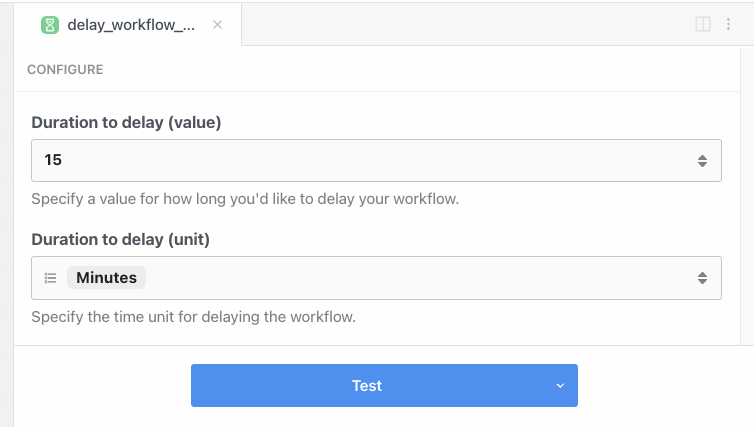 delay_workflow_...
CONFIGURE
Duration to delay (value)
15
Specify a value for how long you'd like to delay your workflow.
Duration to delay (unit)
Minutes
Specify the time unit for delaying the workflow.
Test